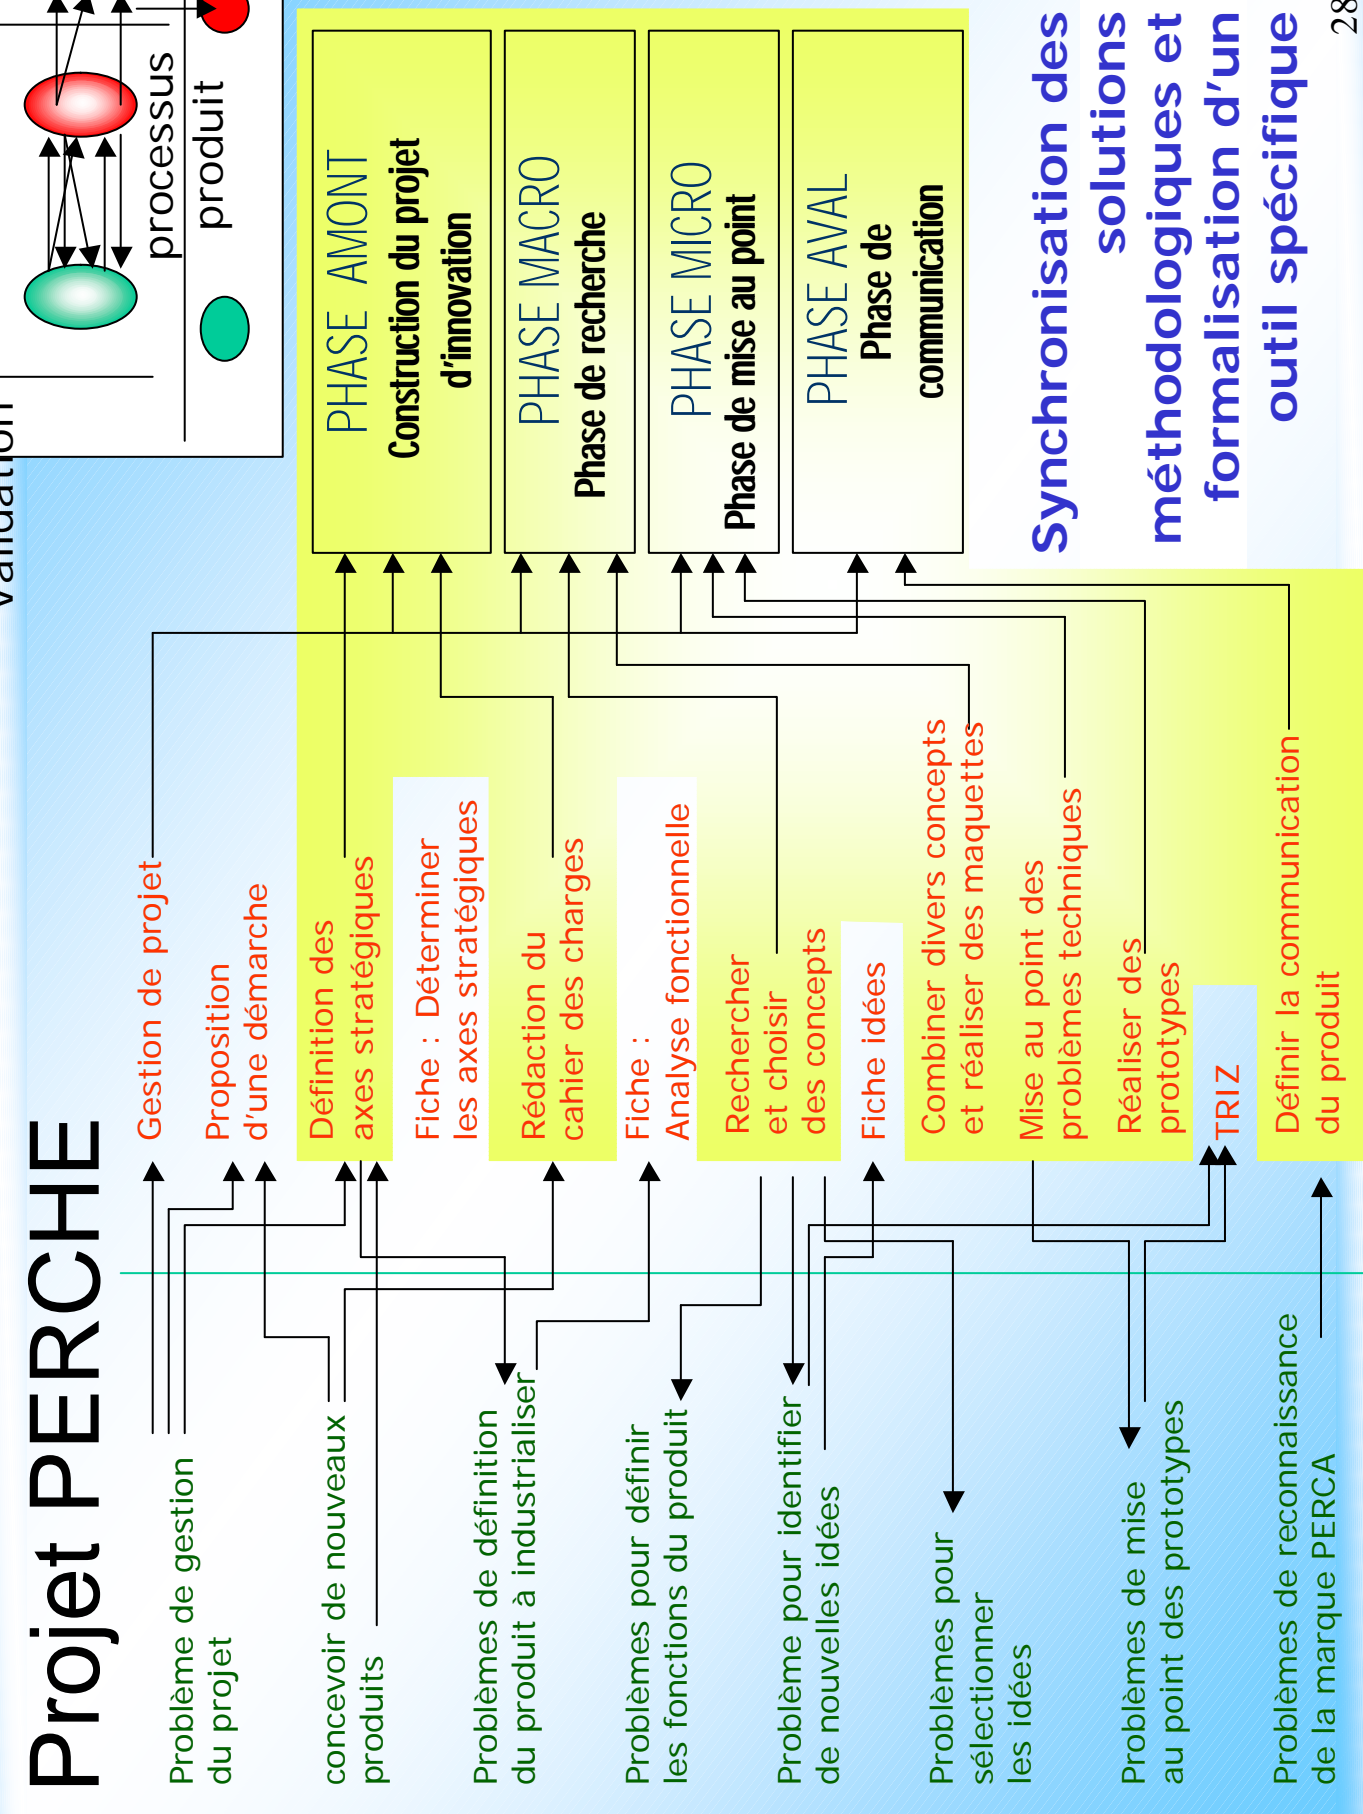 Projet PERCHE
validation
processus
produit
Problème de gestion
du projet
concevoir de nouveaux
produits
Problèmes de définition
du produit à industrialiser
Problèmes pour définir
les fonctions du produit
Problème pour identifier
de nouvelles idées
Problèmes pour
sélectionner
les idées
Problèmes de mise
au point des prototypes
Problèmes de reconnaissance
de la marque PERCA
Gestion de projet
Proposition
d’une démarche
Définition des
axes stratégiques
Fiche : Déterminer
les axes stratégiques
Rédaction du
cahier des charges
Fiche :
Analyse fonctionnelle
Rechercher
et choisir
des concepts
Fiche idées
Combiner divers concepts
et réaliser des maquettes
Mise au point des
problèmes techniques
Réaliser des
prototypes
TRIZ
Définir la communication
du produit
PHASE AMONT
Construction du projet
d’innovation
PHASE MACRO
Phase de recherche
PHASE MICRO
Phase de mise au point
PHASE AVAL
Phase de
communication
Synchronisation des
solutions
méthodologiques et
formalisation d’un
outil spécifique
28